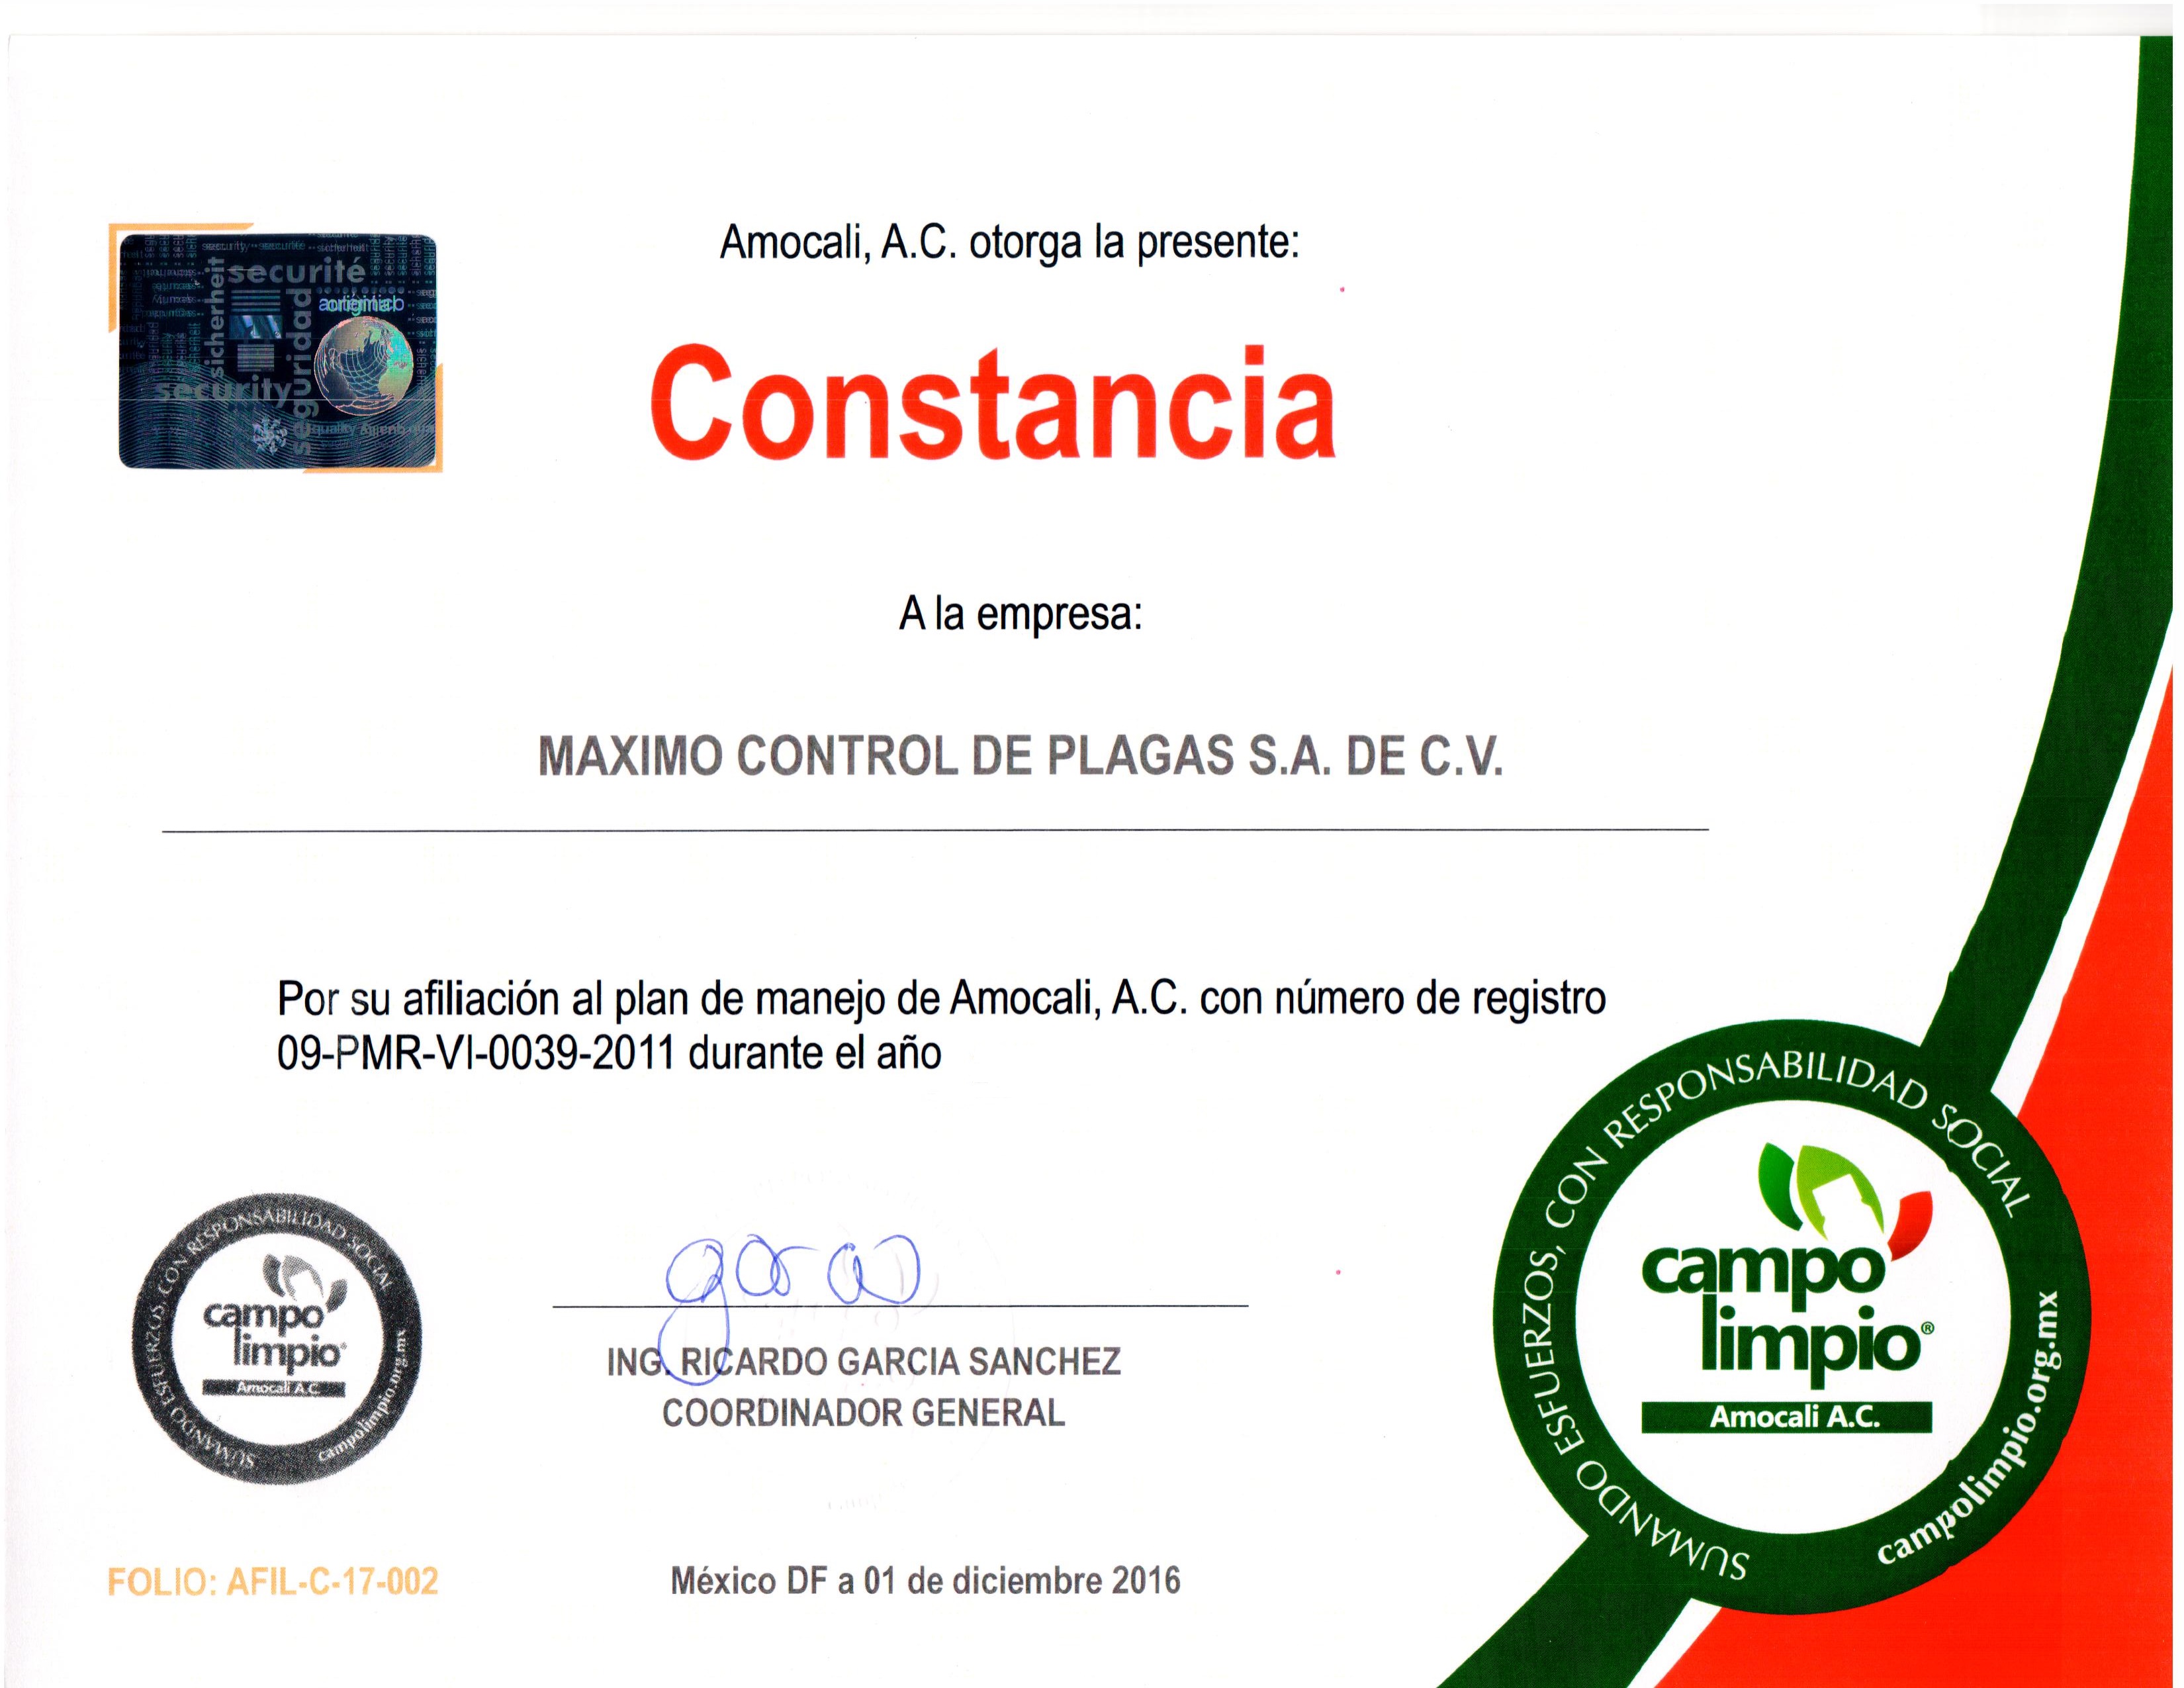 Amocali, A.C. otorga la presente:
securité
sicherheit
seguridad
security
Constancia
A la empresa:
MAXIMO CONTROL DE PLAGAS S.A. DE C.V.
Por su afiliación al plan de manejo de Amocali, A.C. con número de registro
09-PMR-VI-0039-2011 durante el año
SUMANDO ESFUERZOS, CON RESPONSABILIDAD SOCIAL
campo
limpio®
Amocali A.C.
campolimpio.org.mx
ING. RICARDO GARCIA SANCHEZ
COORDINADOR GENERAL
SUMANDO ESFUERZOS, CON RESPONSABILIDAD SOCIAL
campo
limpio®
Amocali A.C.
campolimpio.org.mx
FOLIO: AFIL-C-17-002
México DF a 01 de diciembre 2016